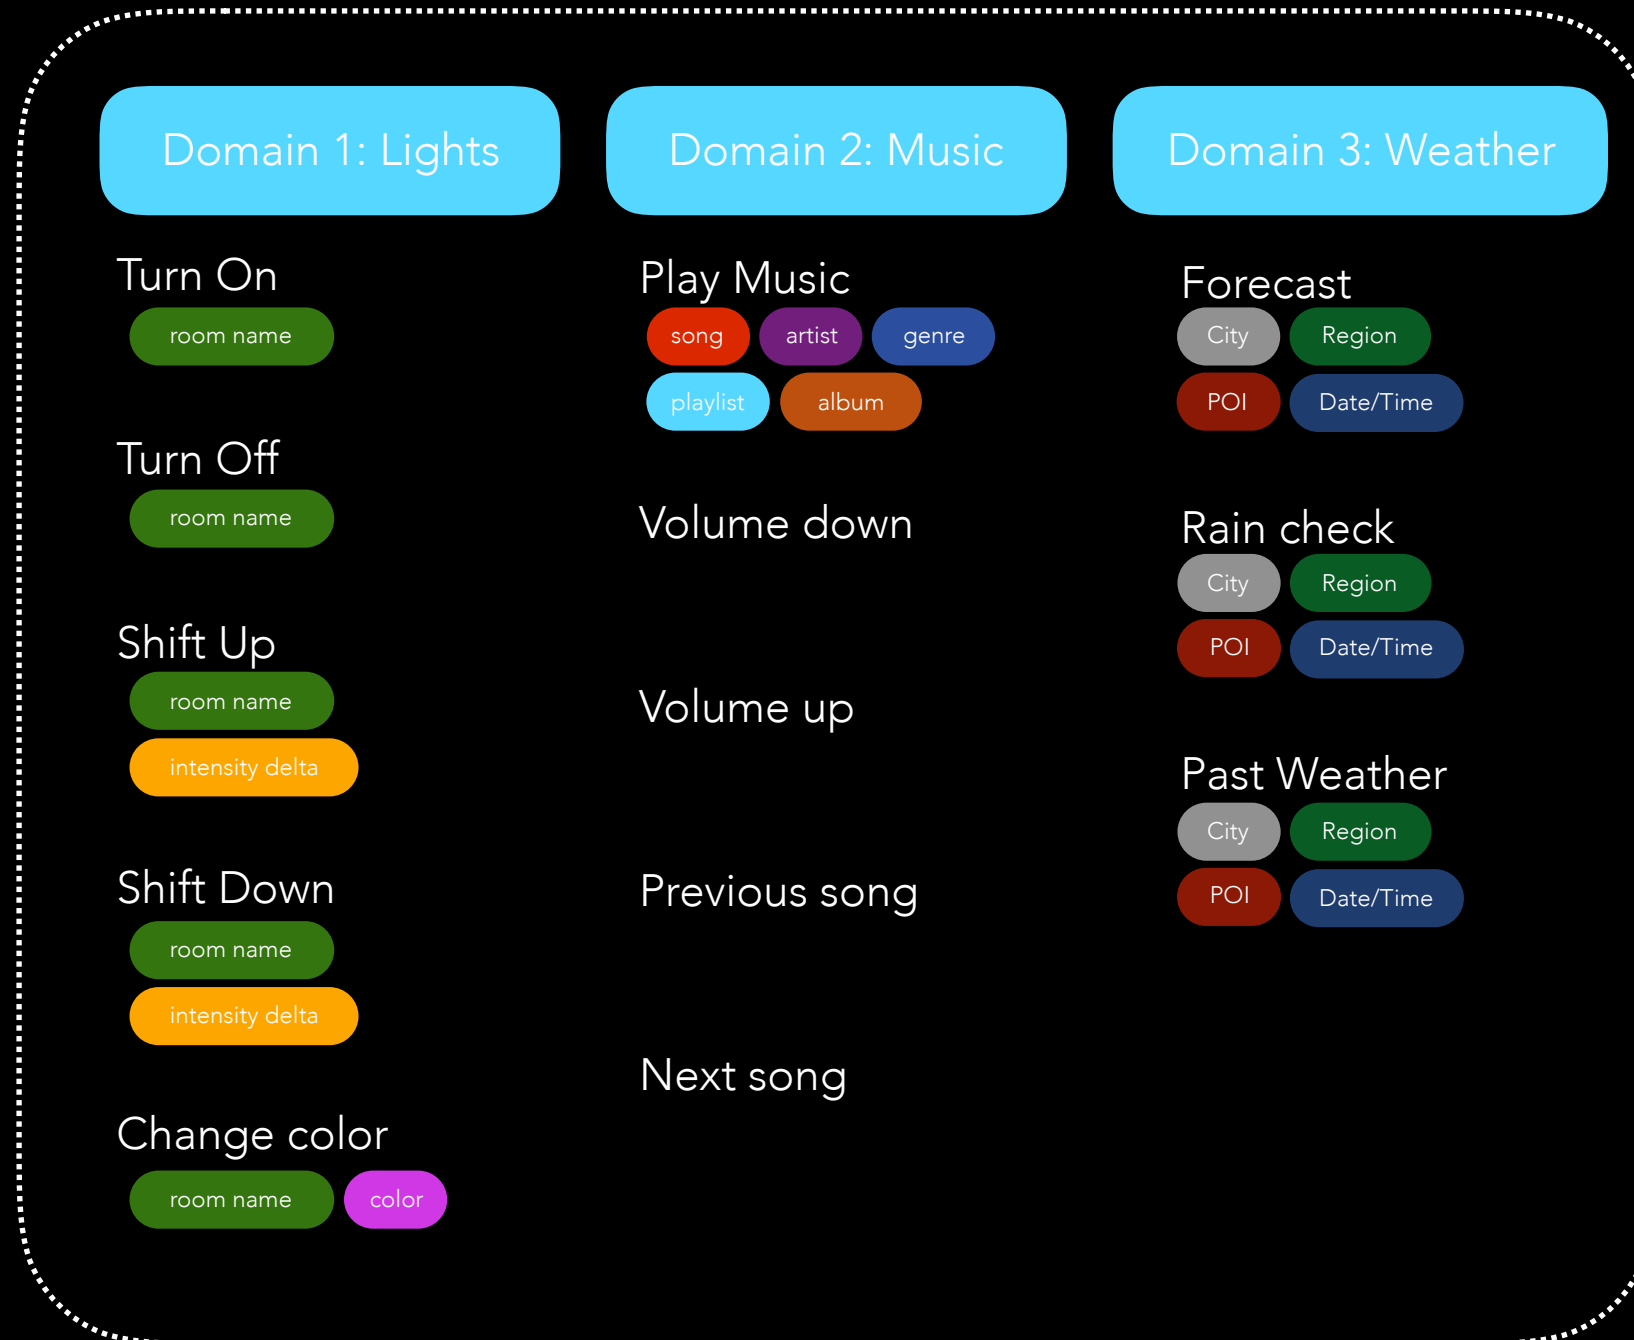 Domain 1: Lights
Turn On
room name
Turn Off
room name
Shift Up
room name
intensity delta
Shift Down
room name
intensity delta
Change color
room name color
Domain 2: Music
Play Music
song artist genre
playlist album
Volume down
Volume up
Previous song
Next song
Domain 3: Weather
Forecast
City Region
POI Date/Time
Rain check
City Region
POI Date/Time
Past Weather
City Region
POI Date/Time